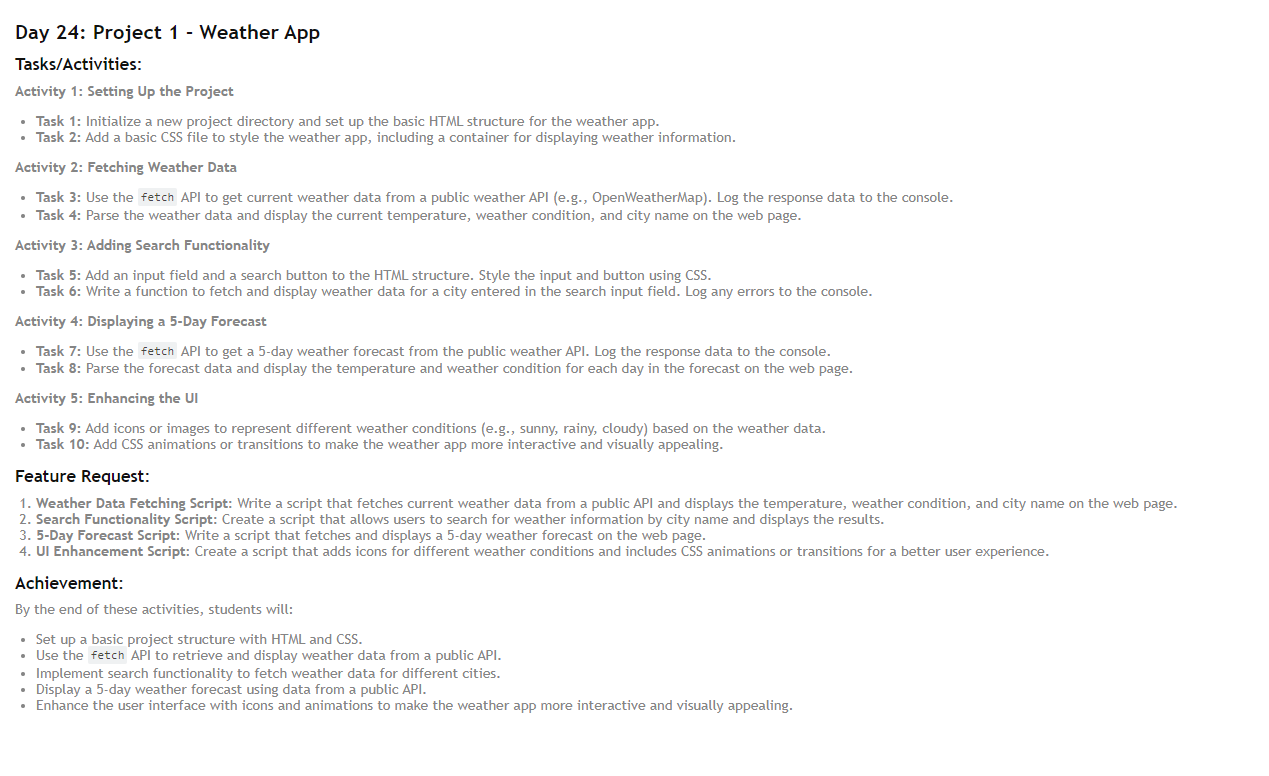 Day 24: Project 1 - Weather App
Tasks/Activities:
Activity 1: Setting Up the Project
• Task 1: Initialize a new project directory and set up the basic HTML structure for the weather app.
• Task 2: Add a basic CSS file to style the weather app, including a container for displaying weather information.
Activity 2: Fetching Weather Data
• Task 3: Use the fetch API to get current weather data from a public weather API (e.g., OpenWeatherMap). Log the response data to the console.
• Task 4: Parse the weather data and display the current temperature, weather condition, and city name on the web page.
Activity 3: Adding Search Functionality
• Task 5: Add an input field and a search button to the HTML structure. Style the input and button using CSS.
• Task 6: Write a function to fetch and display weather data for a city entered in the search input field. Log any errors to the console.
Activity 4: Displaying a 5-Day Forecast
• Task 7: Use the fetch API to get a 5-day weather forecast from the public weather API. Log the response data to the console.
• Task 8: Parse the forecast data and display the temperature and weather condition for each day in the forecast on the web page.
Activity 5: Enhancing the UI
• Task 9: Add icons or images to represent different weather conditions (e.g., sunny, rainy, cloudy) based on the weather data.
• Task 10: Add CSS animations or transitions to make the weather app more interactive and visually appealing.
Feature Request:
1. Weather Data Fetching Script: Write a script that fetches current weather data from a public API and displays the temperature, weather condition, and city name on the web page.
2. Search Functionality Script: Create a script that allows users to search for weather information by city name and displays the results.
3. 5-Day Forecast Script: Write a script that fetches and displays a 5-day weather forecast on the web page.
4. UI Enhancement Script: Create a script that adds icons for different weather conditions and includes CSS animations or transitions for a better user experience.
Achievement:
By the end of these activities, students will:
• Set up a basic project structure with HTML and CSS.
• Use the fetch API to retrieve and display weather data from a public API.
• Implement search functionality to fetch weather data for different cities.
• Display a 5-day weather forecast using data from a public API.
• Enhance the user interface with icons and animations to make the weather app more interactive and visually appealing.